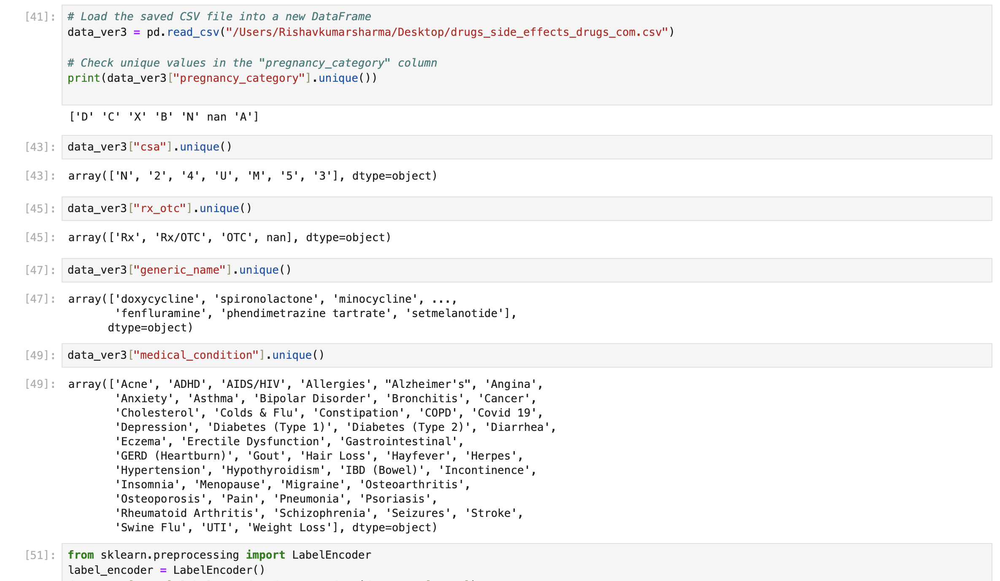 [41]: # Load the saved CSV file into a new DataFrame
data_ver3 = pd.read_csv("/Users/Rishavkumarsharma/Desktop/drugs_side_effects_drugs_com.csv")
# Check unique values in the "pregnancy_category" column
print(data_ver3["pregnancy_category"].unique())
['D' 'C' 'X' 'B' 'N' nan 'A']
[43]: data_ver3["csa"].unique()
[43]: array(['N', '2', '4', 'U', 'M', '5', '3'], dtype=object)
[45]: data_ver3["rx_otc"].unique()
[45]: array(['Rx', 'Rx/OTC', 'OTC', nan], dtype=object)
[47]: data_ver3["generic_name"].unique()
[47]: array(['doxycycline', 'spironolactone', 'minocycline', ...,
'fenfluramine', 'phendimetrazine tartrate', 'setmelanotide'],
dtype=object)
[49]: data_ver3["medical_condition"].unique()
[49]: array(['Acne', 'ADHD', 'AIDS/HIV', 'Allergies', "Alzheimer's", 'Angina',
'Anxiety', 'Asthma', 'Bipolar Disorder', 'Bronchitis', 'Cancer',
'Cholesterol', 'Colds & Flu', 'Constipation', 'COPD', 'Covid 19',
'Depression', 'Diabetes (Type 1)', 'Diabetes (Type 2)', 'Diarrhea',
'Eczema', 'Erectile Dysfunction', 'Gastrointestinal',
'GERD (Heartburn)', 'Gout', 'Hair Loss', 'Hayfever', 'Herpes',
'Hypertension', 'Hypothyroidism', 'IBD (Bowel)', 'Incontinence',
'Insomnia', 'Menopause', 'Migraine', 'Osteoarthritis',
'Osteoporosis', 'Pain', 'Pneumonia', 'Psoriasis',
'Rheumatoid Arthritis', 'Schizophrenia', 'Seizures', 'Stroke',
'Swine Flu', 'UTI', 'Weight Loss'], dtype=object)
[51]: from sklearn.preprocessing import LabelEncoder
label_encoder = LabelEncoder()